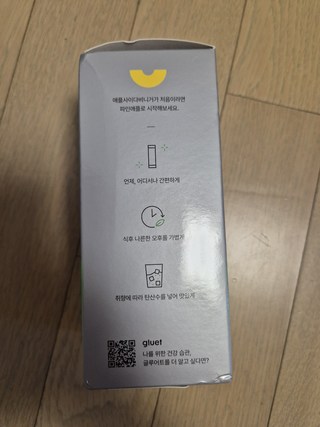 애플사이다비니거가 처음이라면
파인애플로 시작해보세요.
언제, 어디서나 간편하게
식후 나른한 오후를 가볍게
취향에 따라 탄산수를 넣어 맛있게
gluet
나를 위한 건강 습관,
글루어트를 더 알고 싶다면?